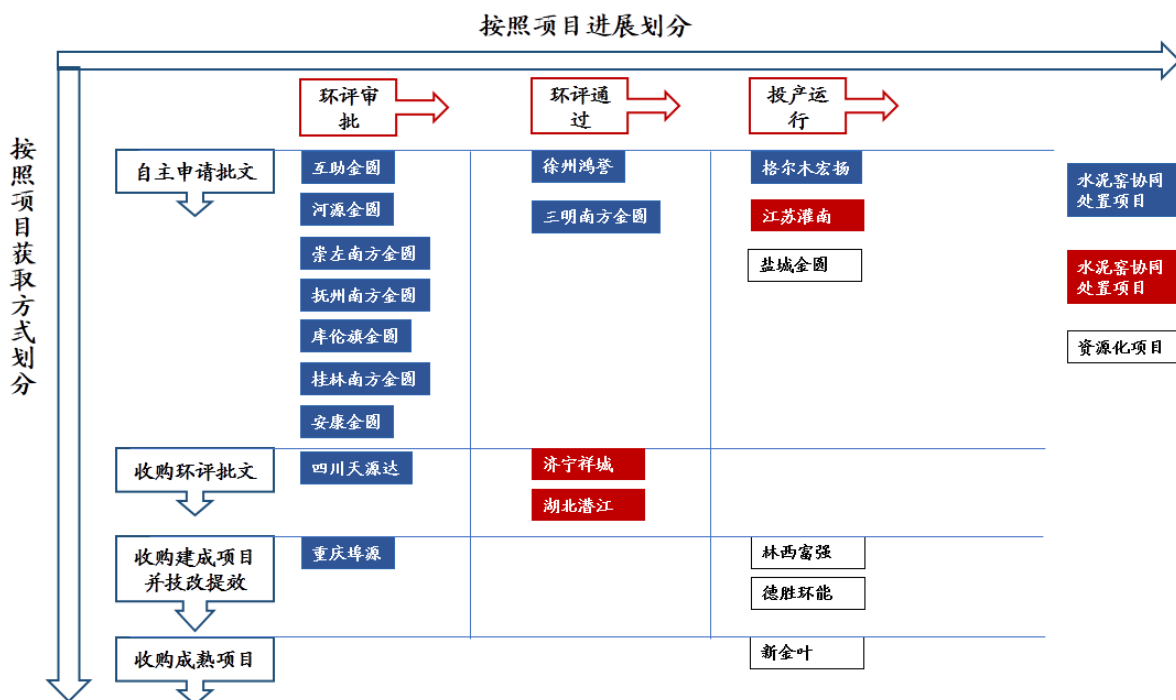 按照项目进展划分
按照项目获取方式划分
环评审
批
环评通
过
投产运
行
自主申请批文
互助金圆
河源金圆
崇左南方金圆
抚州南方金圆
库伦旗金圆
桂林南方金圆
安康金圆
徐州鸿誉
三明南方金圆
格尔木宏扬
江苏灌南
盐城金圆
水泥窑协同
处置项目
水泥窑协同
处置项目
资源化项目
收购环评批文
四川天源达
济宁祥城
湖北潜江
收购建成项目
并技改提效
重庆埠源
林西富强
德胜环能
收购成熟项目
新金叶